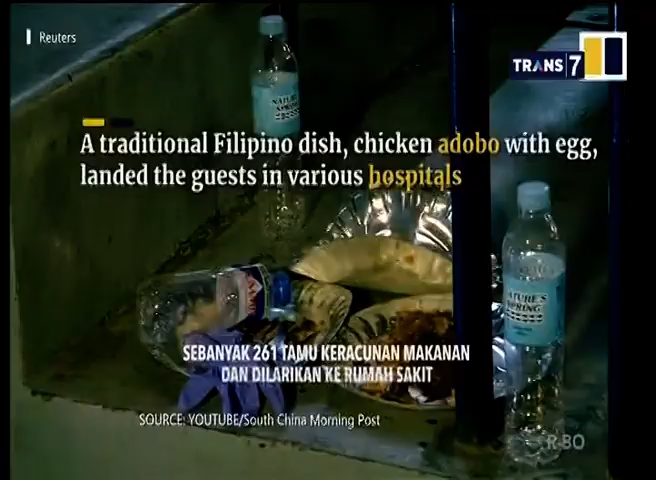 Reuters
TRANS 7
NATURE'S
SPRING
A traditional Filipino dish, chicken adobo with egg,
landed the guests in various hospitals
NATURE'S
SPRING
SEBANYAK 261 TAMU KERACUNAN MAKANAN
DAN DILARIKAN KE RUMAH SAKIT
SOURCE: YOUTUBE/South China Morning Post
R-BO